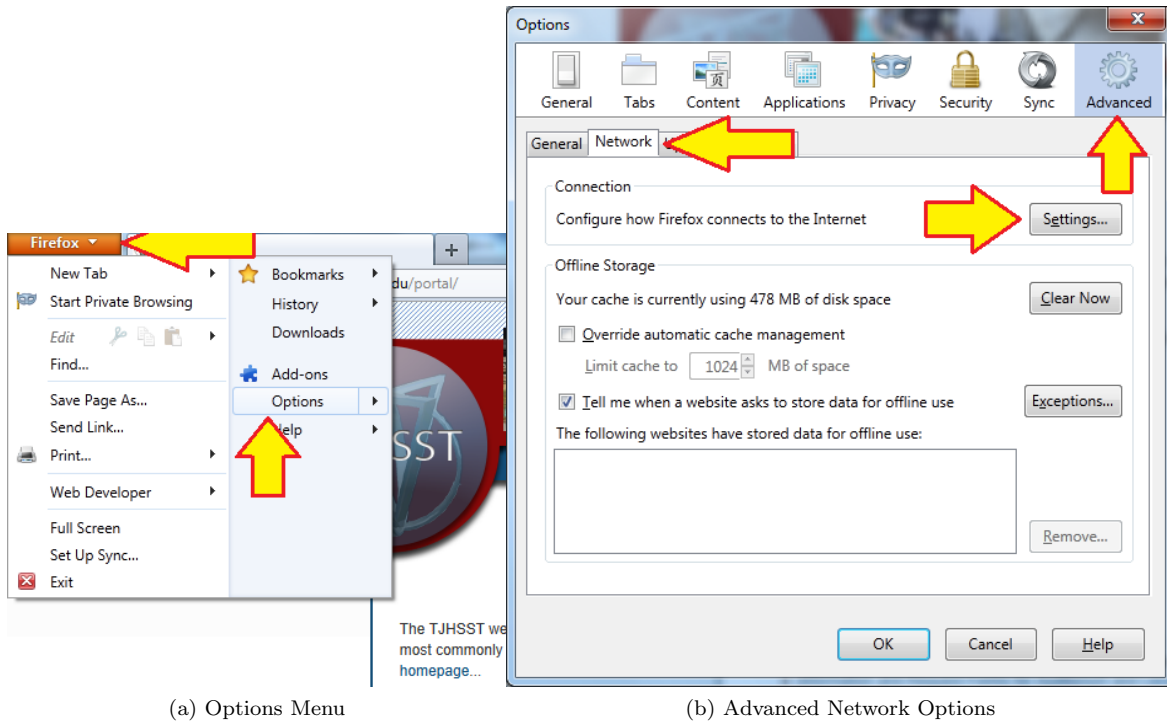 Firefox
New Tab
Start Private Browsing
Edit
Find...
Save Page As...
Send Link...
Print...
Web Developer
Full Screen
Set Up Sync...
Exit
Bookmarks
History
Downloads
Add-ons
Options
elp
du/portal/
SST
The TJHSST we
most commonly
homepage...
(a) Options Menu
Options
General Tabs Content Applications Privacy Security Sync Advanced
页
General Network
Connection
Configure how Firefox connects to the Internet Settings...
Offline Storage
Your cache is currently using 478 MB of disk space Clear Now
Override automatic cache management
Limit cache to 1024 MB of space
Tell me when a website asks to store data for offline use Exceptions...
The following websites have stored data for offline use:
Remove...
OK Cancel Help
(b) Advanced Network Options